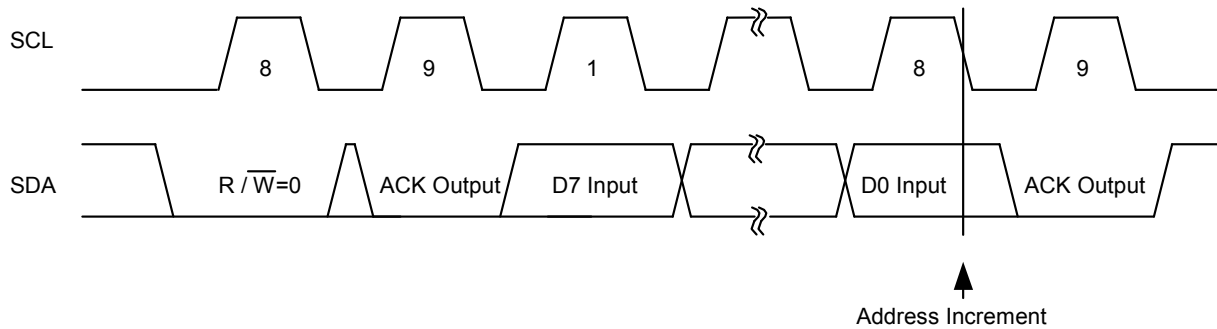 SCL
8 9 1 8 9
SDA
R / W̅=0 ACK Output D7 Input D0 Input ACK Output
Address Increment